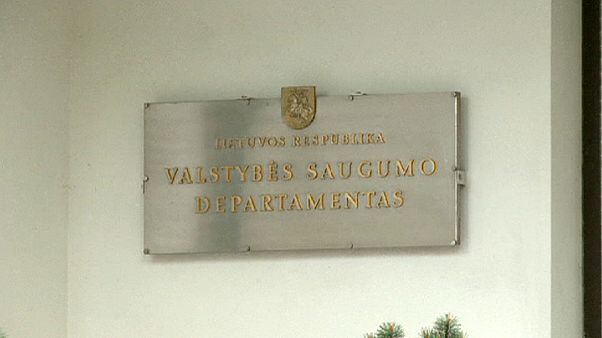 LIETUVOS RESPUBLIKA
VALSTYBĖS SAUGUMO
DEPARTAMENTAS